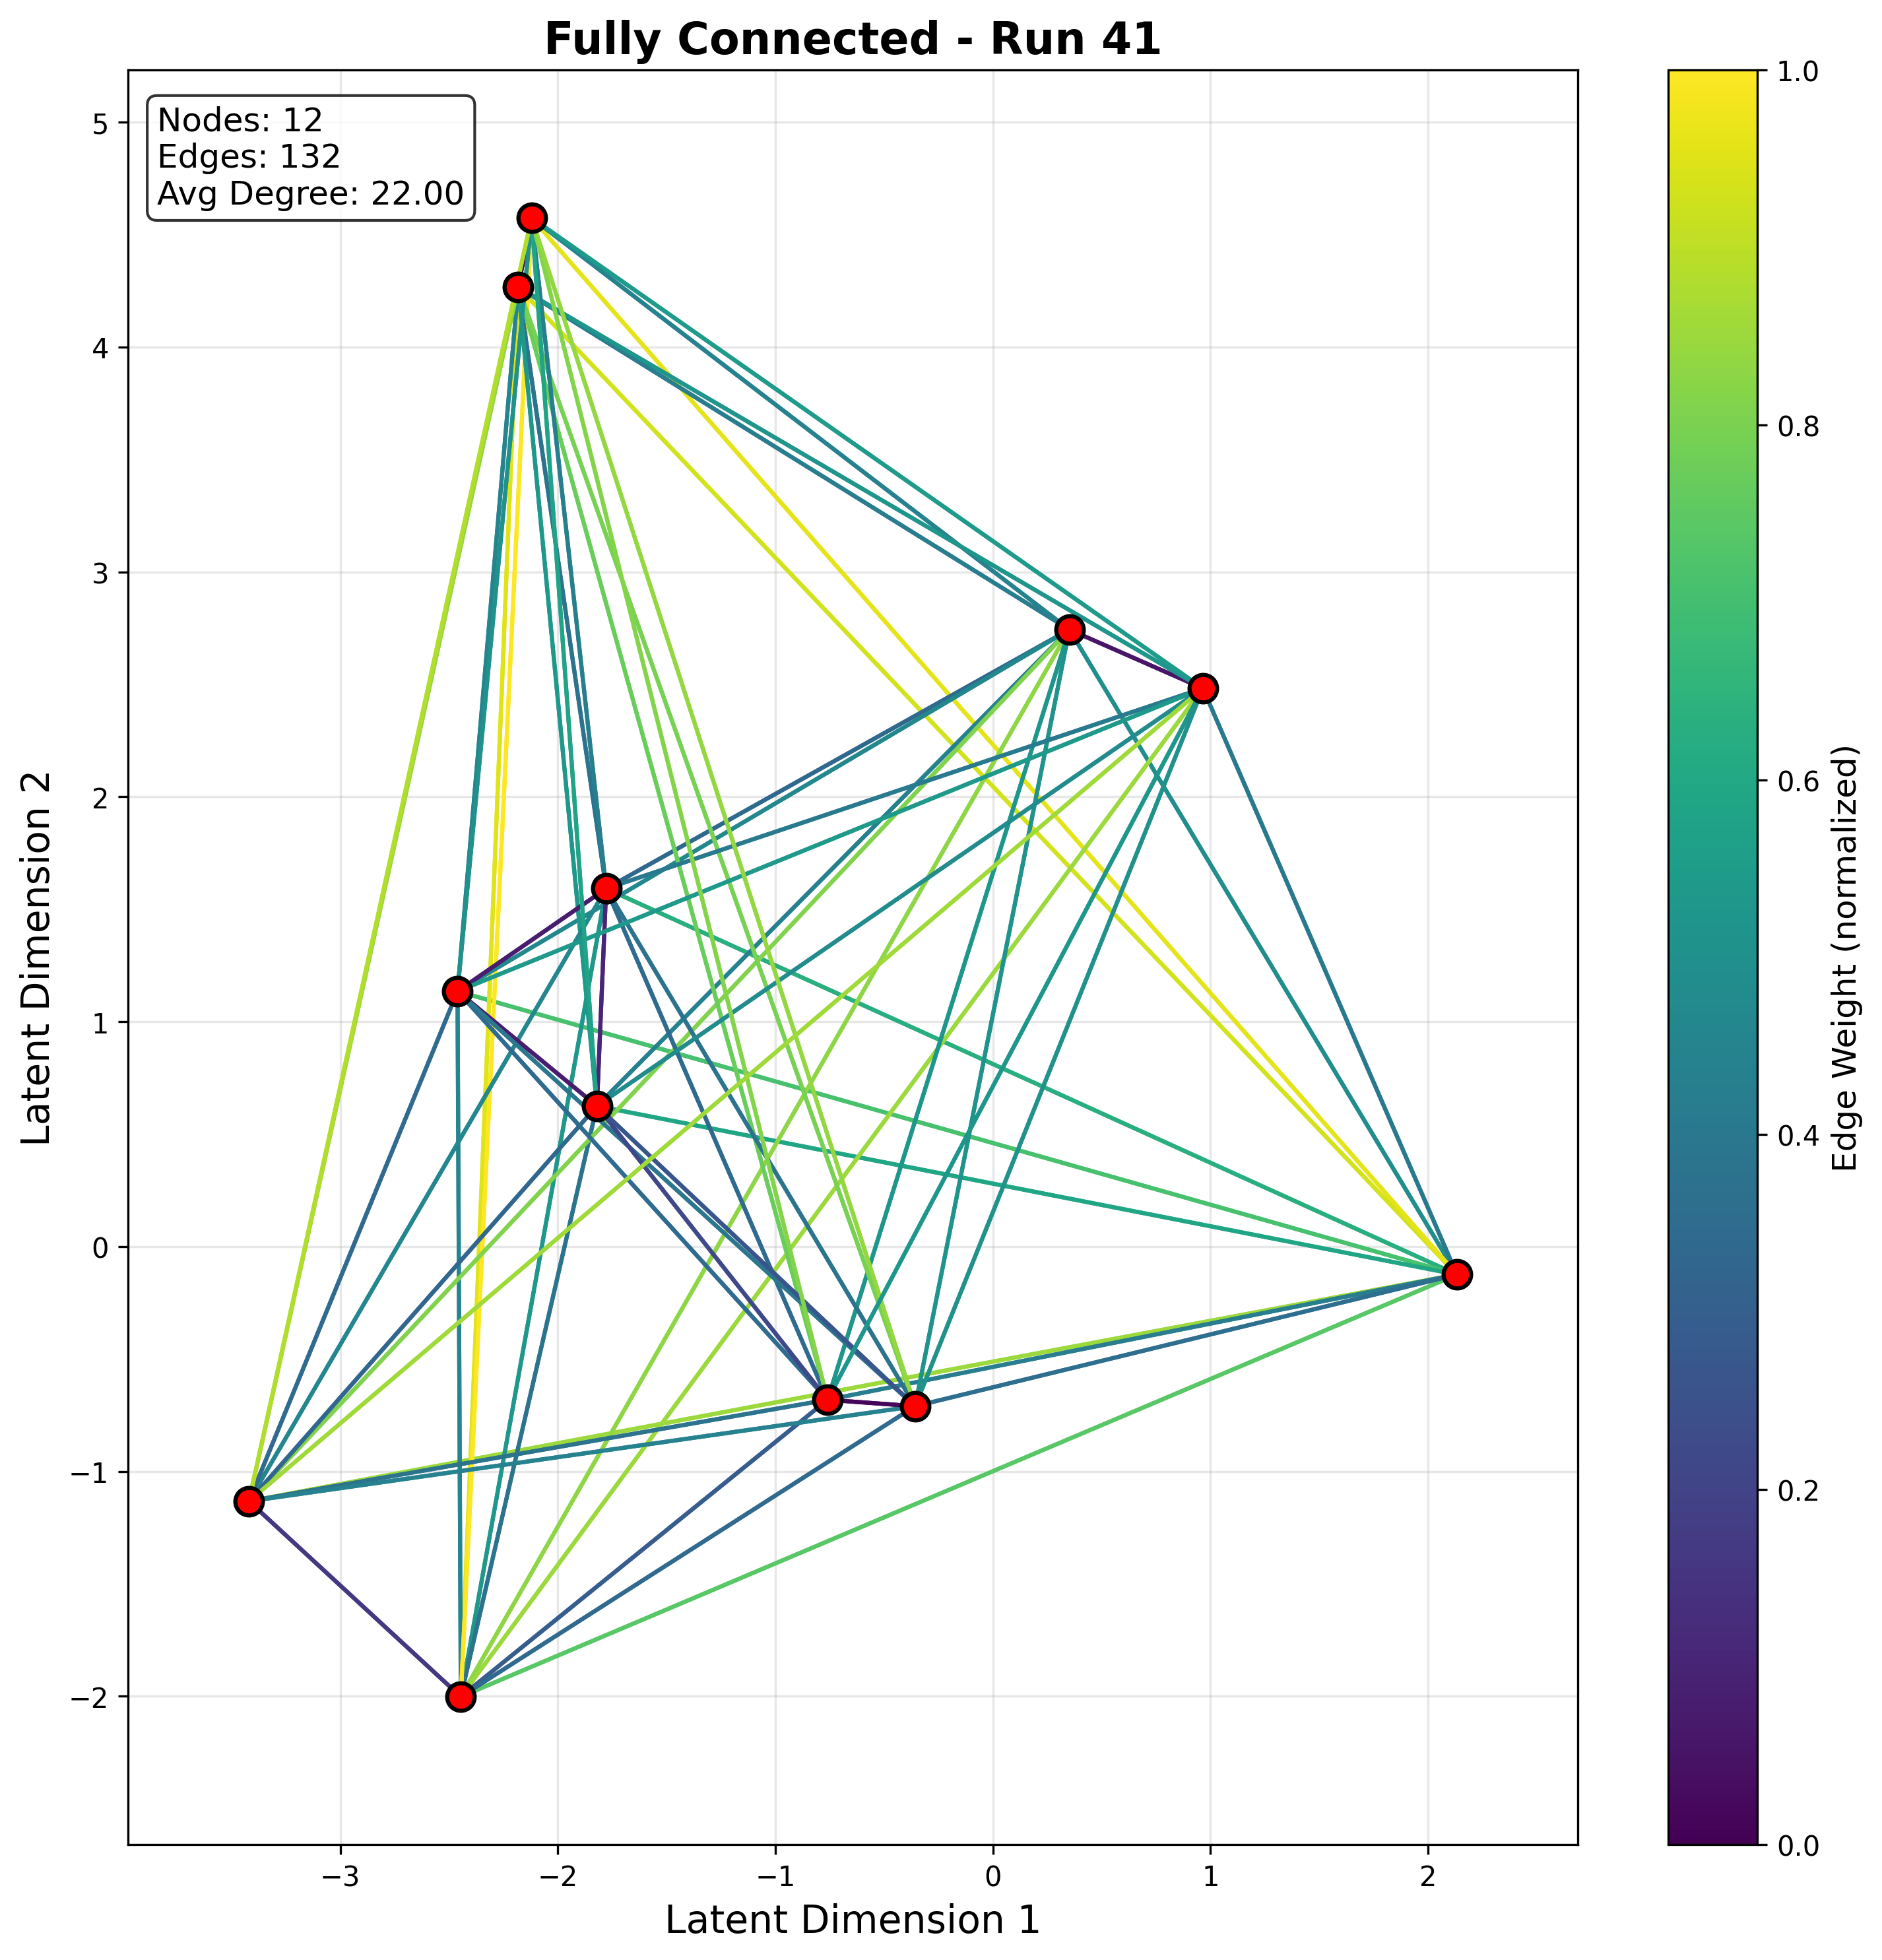 Fully Connected - Run 41
Nodes: 12
Edges: 132
Avg Degree: 22.00
5
4
3
2
1
0
−1
−2
Latent Dimension 2
−3
−2
−1
0
1
2
Latent Dimension 1
1.0
0.8
0.6
0.4
0.2
0.0
Edge Weight (normalized)